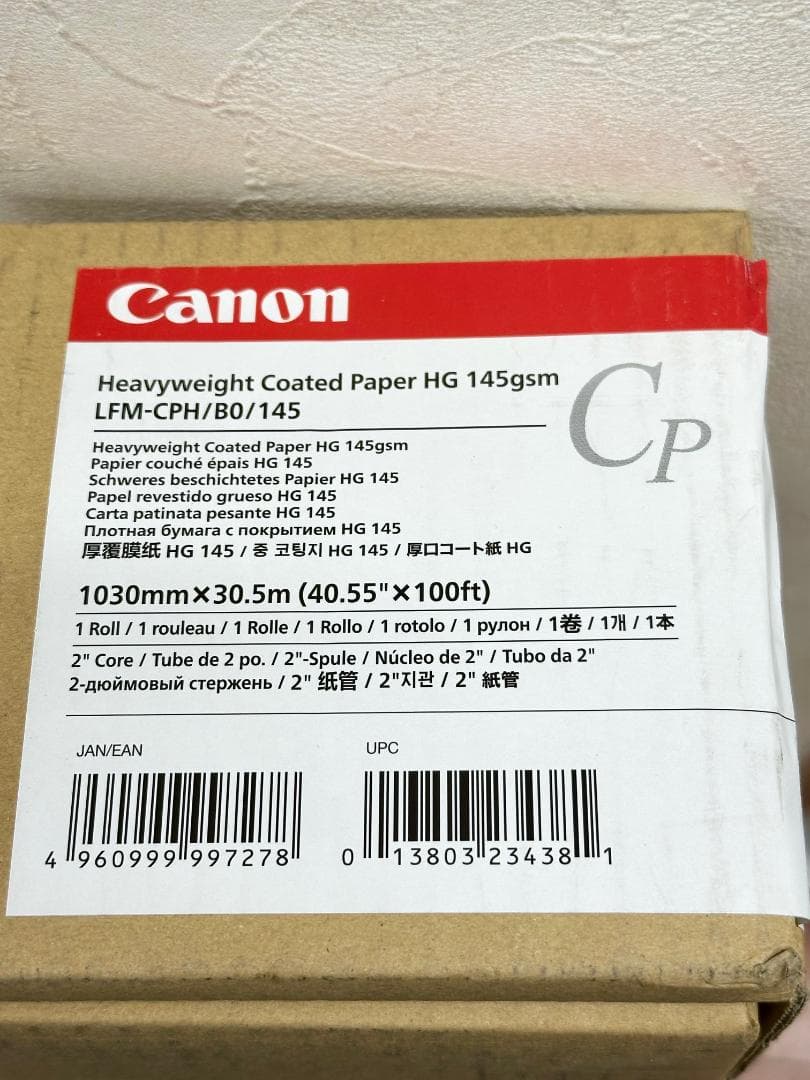 Canon
Heavyweight Coated Paper HG 145gsm
LFM-CPH/B0/145
CP
Heavyweight Coated Paper HG 145gsm
Papier couché épais HG 145
Schweres beschichtetes Papier HG 145
Papel revestido grueso HG 145
Carta patinata pesante HG 145
Плотная бумага с покрытием HG 145
厚覆膜纸 HG 145 / 중 코팅지 HG 145 / 厚口コート紙 HG
1030mm×30.5m (40.55"×100ft)
1 Roll / 1 rouleau / 1 Rolle / 1 Rollo / 1 rotolo / 1 рулон / 1卷 / 1개 / 1本
2" Core / Tube de 2 po. / 2"-Spule / Núcleo de 2" / Tubo da 2"
2-дюймовый стержень / 2" 纸管 / 2"지관 / 2" 紙管
JAN/EAN
4 960999 997278
UPC
0 13803 23438 1